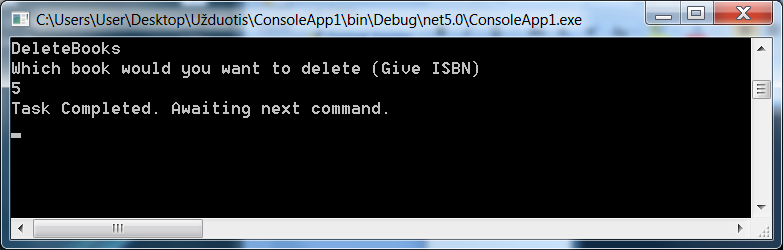 C:\Users\User\Desktop\Užduotis\ConsoleApp1\bin\Debug\net5.0\ConsoleApp1.exe
DeleteBooks
Which book would you want to delete (Give ISBN)
5
Task Completed. Awaiting next command.